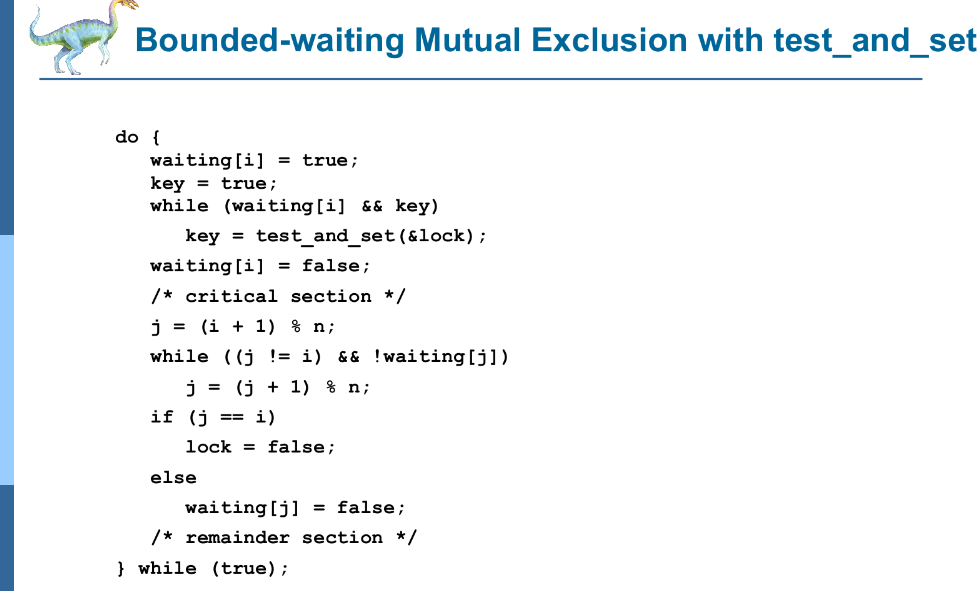 Bounded-waiting Mutual Exclusion with test_and_set
do {
waiting[i] = true;
key = true;
while (waiting[i] && key)
key = test_and_set(&lock);
waiting[i] = false;
/* critical section */
j = (i + 1) % n;
while ((j != i) && !waiting[j])
j = (j + 1) % n;
if (j == i)
lock = false;
else
waiting[j] = false;
/* remainder section */
} while (true);